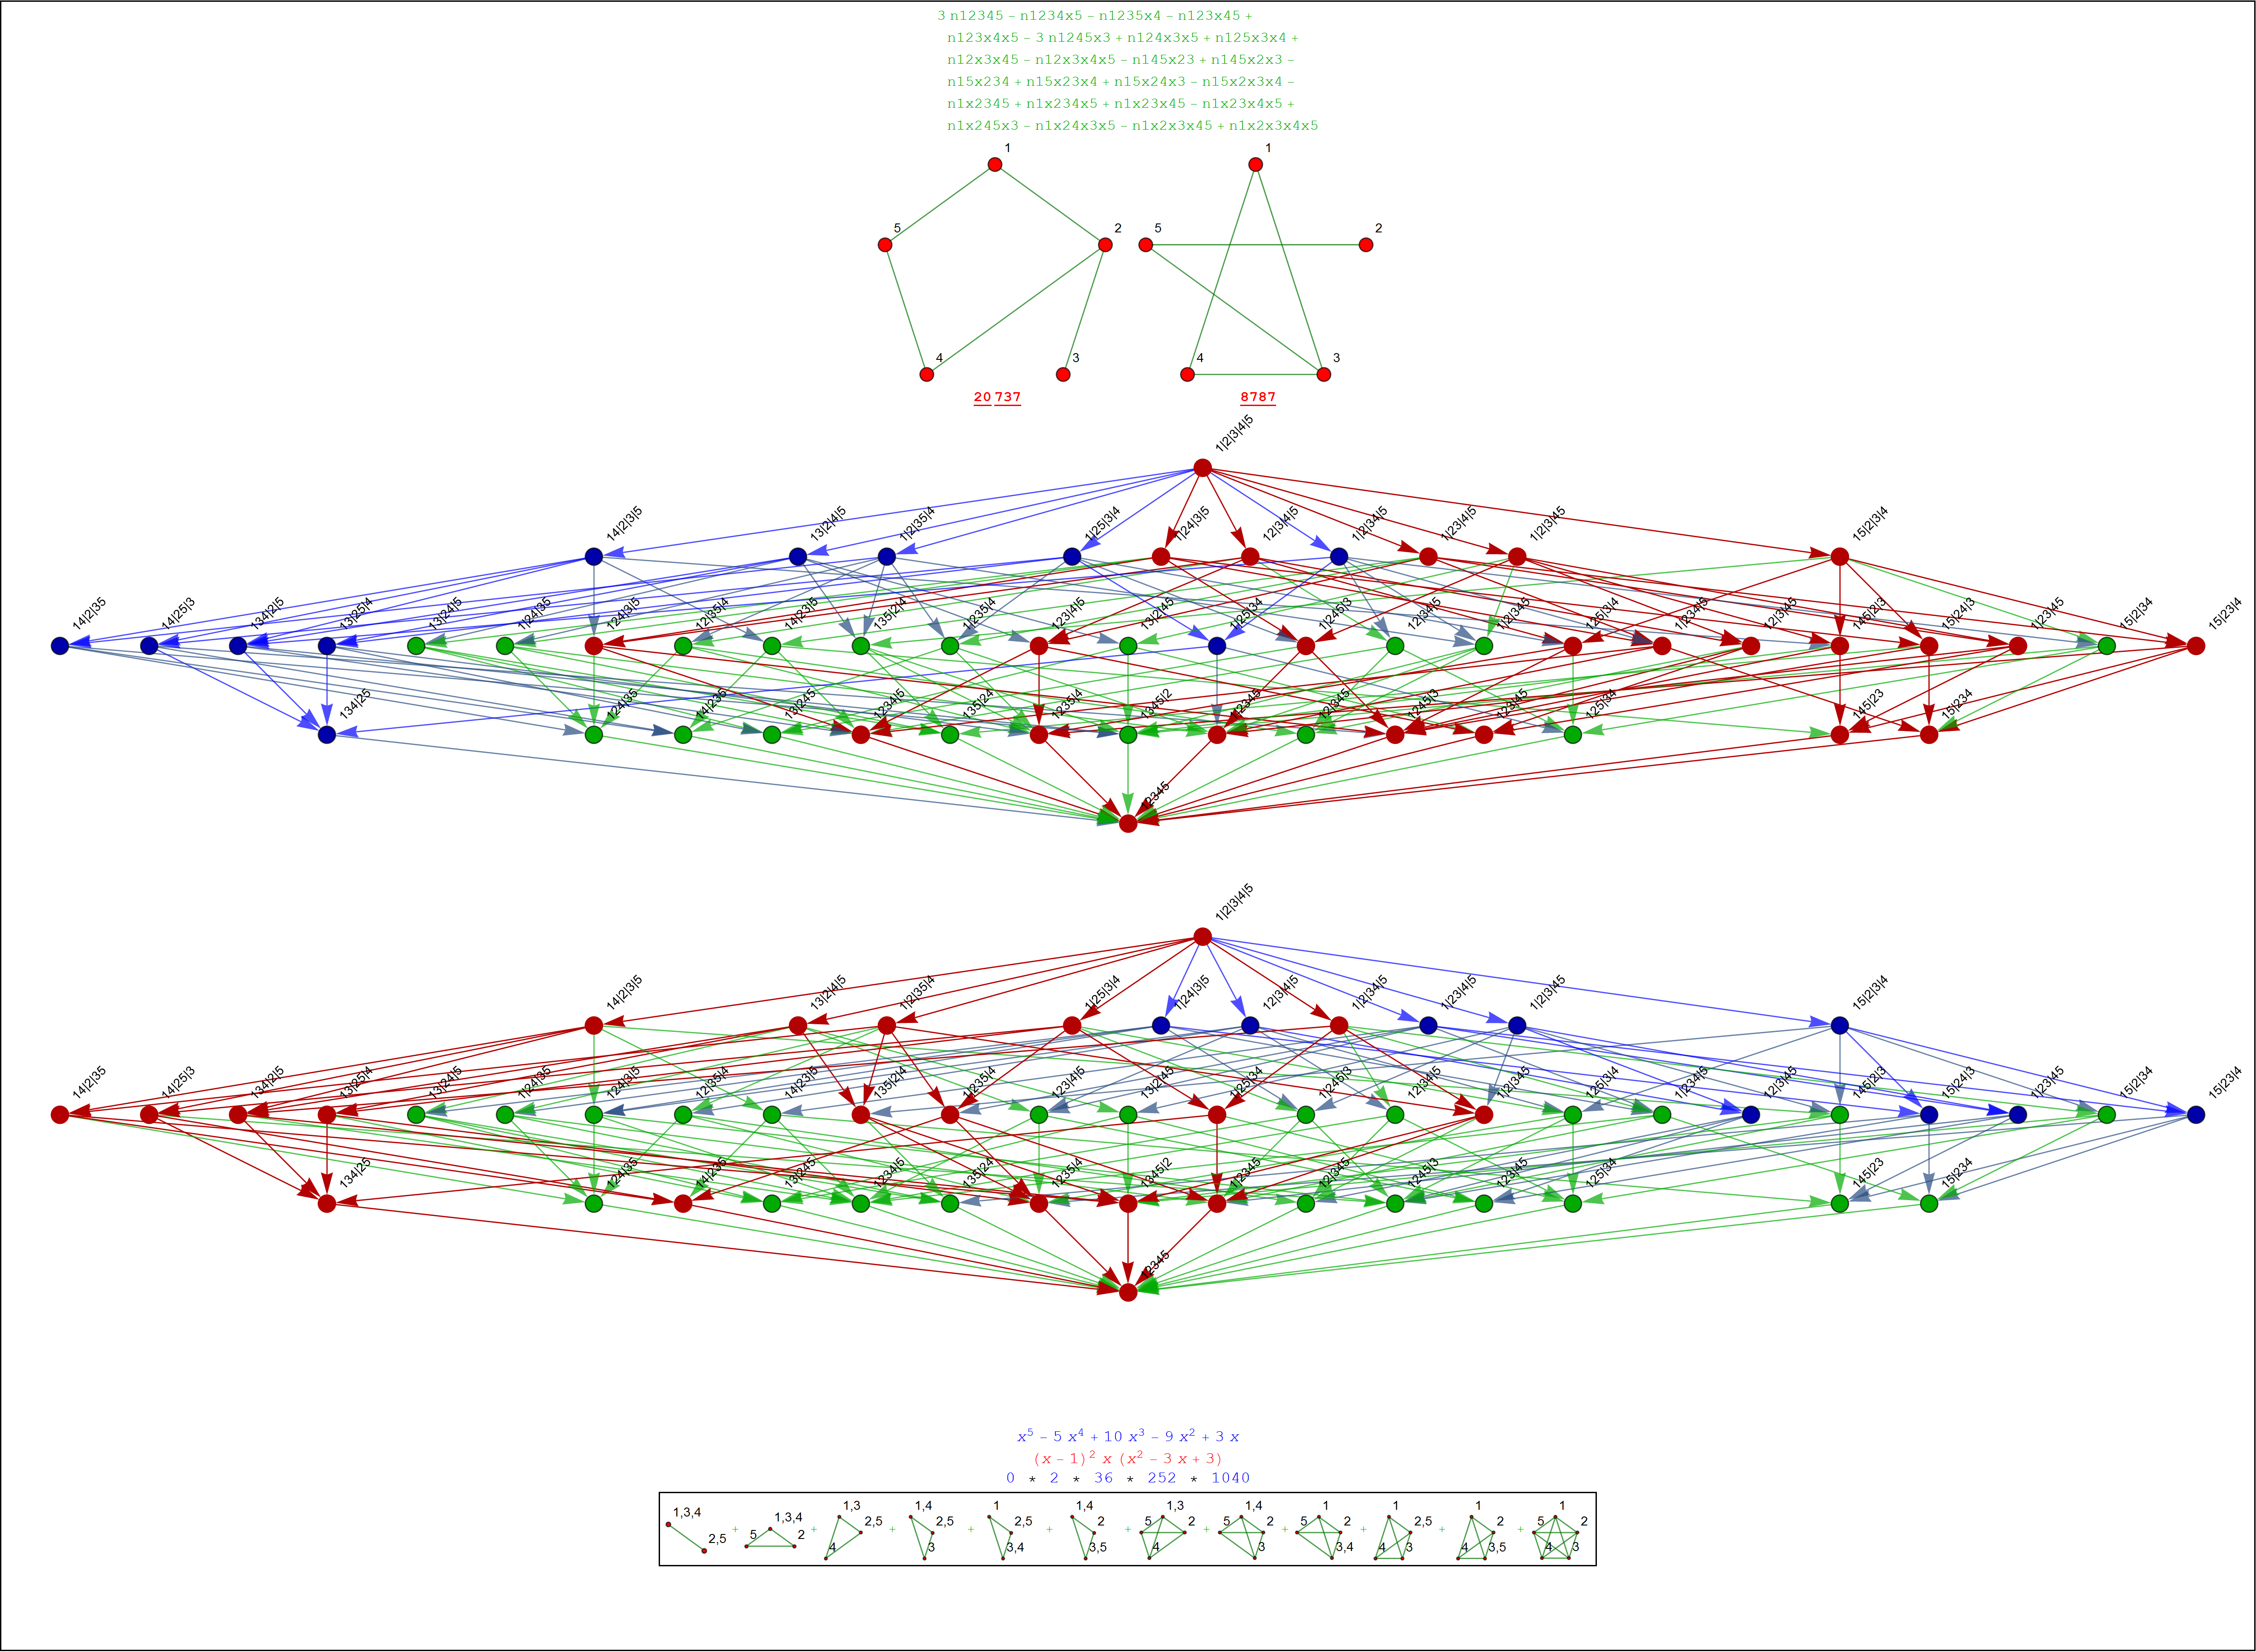 3 n12345 − n1234x5 − n1235x4 − n123x45 +
n123x4x5 − 3 n1245x3 + n124x3x5 + n125x3x4 +
n12x3x45 − n12x3x4x5 − n145x23 + n145x2x3 −
n15x234 + n15x23x4 + n15x24x3 − n15x2x3x4 −
n1x2345 + n1x234x5 + n1x23x45 − n1x23x4x5 +
n1x245x3 − n1x24x3x5 − n1x2x3x45 + n1x2x3x4x5
1 1
5 2 5 2
4 3 4 3
20 737 8787
1|2|3|4|5
14|2|3|5 13|2|4|5 1|2|35|4 1|25|3|4 1|24|3|5 12|3|4|5 1|2|34|5 1|23|4|5 1|2|3|45 15|2|3|4
14|2|35 14|25|3 134|2|5 13|25|4 13|24|5 1|24|35 124|3|5 12|35|4 14|23|5 135|2|4 1|235|4 123|4|5 13|2|45 1|25|34 1|245|3 12|34|5 1|2|345 125|3|4 1|234|5 12|3|45 145|2|3 15|24|3 1|23|45 15|2|34 15|23|4
134|25 124|35 14|235 13|245 1234|5 135|24 1235|4 1345|2 1|2345 12|345 1245|3 123|45 125|34 145|23 15|234
12345
1|2|3|4|5
14|2|3|5 13|2|4|5 1|2|35|4 1|25|3|4 1|24|3|5 12|3|4|5 1|2|34|5 1|23|4|5 1|2|3|45 15|2|3|4
14|2|35 14|25|3 134|2|5 13|25|4 13|24|5 1|24|35 124|3|5 12|35|4 14|23|5 135|2|4 1|235|4 123|4|5 13|2|45 1|25|34 1|245|3 12|34|5 1|2|345 125|3|4 1|234|5 12|3|45 145|2|3 15|24|3 1|23|45 15|2|34 15|23|4
134|25 124|35 14|235 13|245 1234|5 135|24 1235|4 1345|2 1|2345 12|345 1245|3 123|45 125|34 145|23 15|234
12345
x⁵ − 5 x⁴ + 10 x³ − 9 x² + 3 x
(x − 1)² x (x² − 3 x + 3)
0 * 2 * 36 * 252 * 1040
1,3,4 2,5 + 1,3,4 5 2 + 1,3 2,5 4 + 1,4 2,5 3 + 1 2,5 3,4 + 1,4 2 3,5 + 1,3 5 2 4 + 1,4 5 2 3 + 1 5 2 3,4 + 1 2,5 4 3 + 1 2 4 3,5 + 1 5 2 4 3